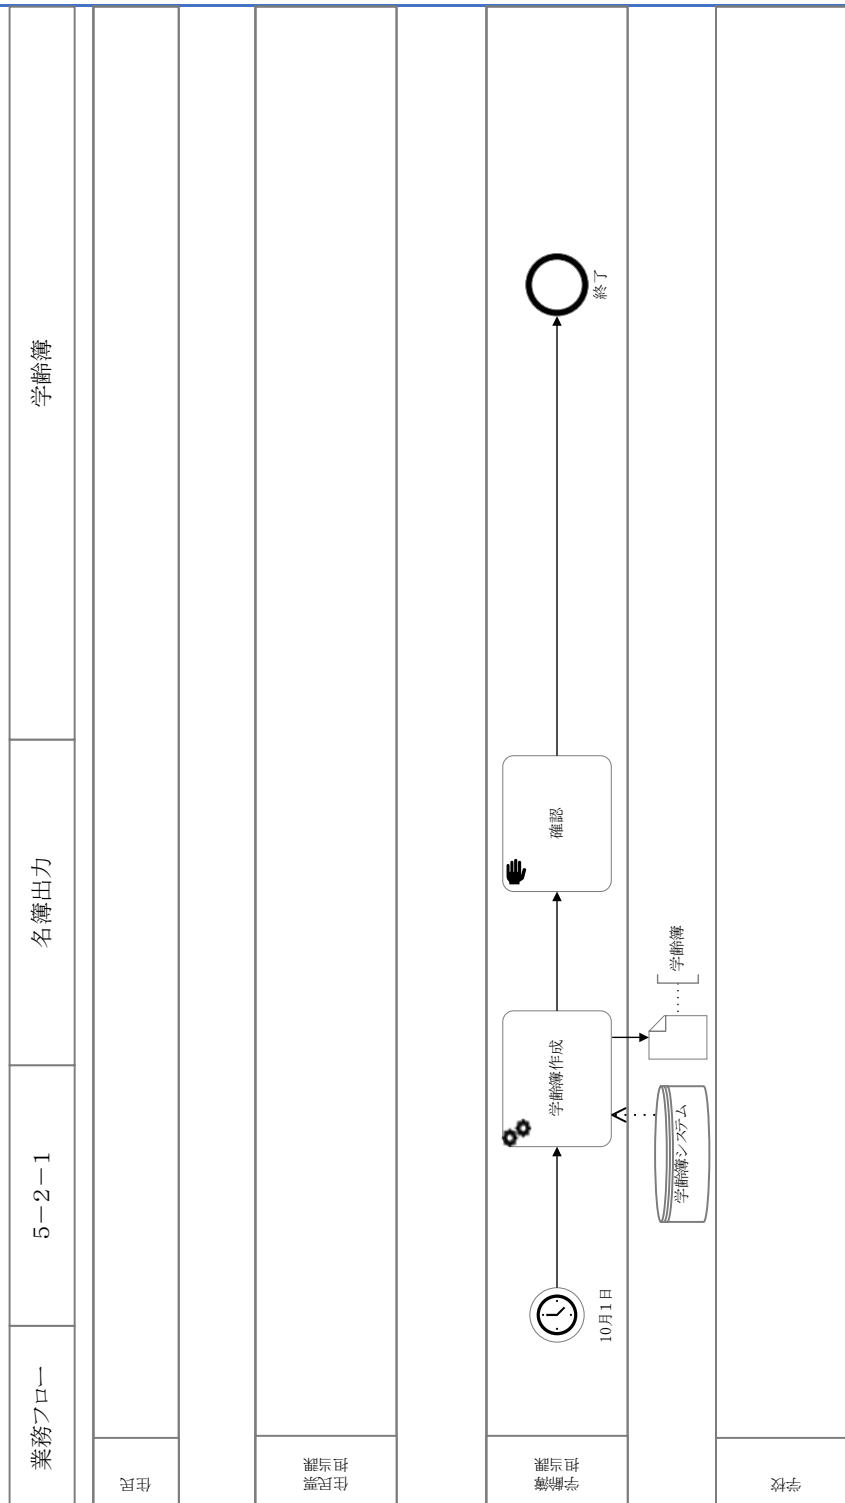 業務フロー
5－2－1
名簿出力
学齢簿
住民
住民票
担当課
学齢簿
担当課
10月1日
学齢簿作成
確認
終了
学齢簿システム
学齢簿
学校